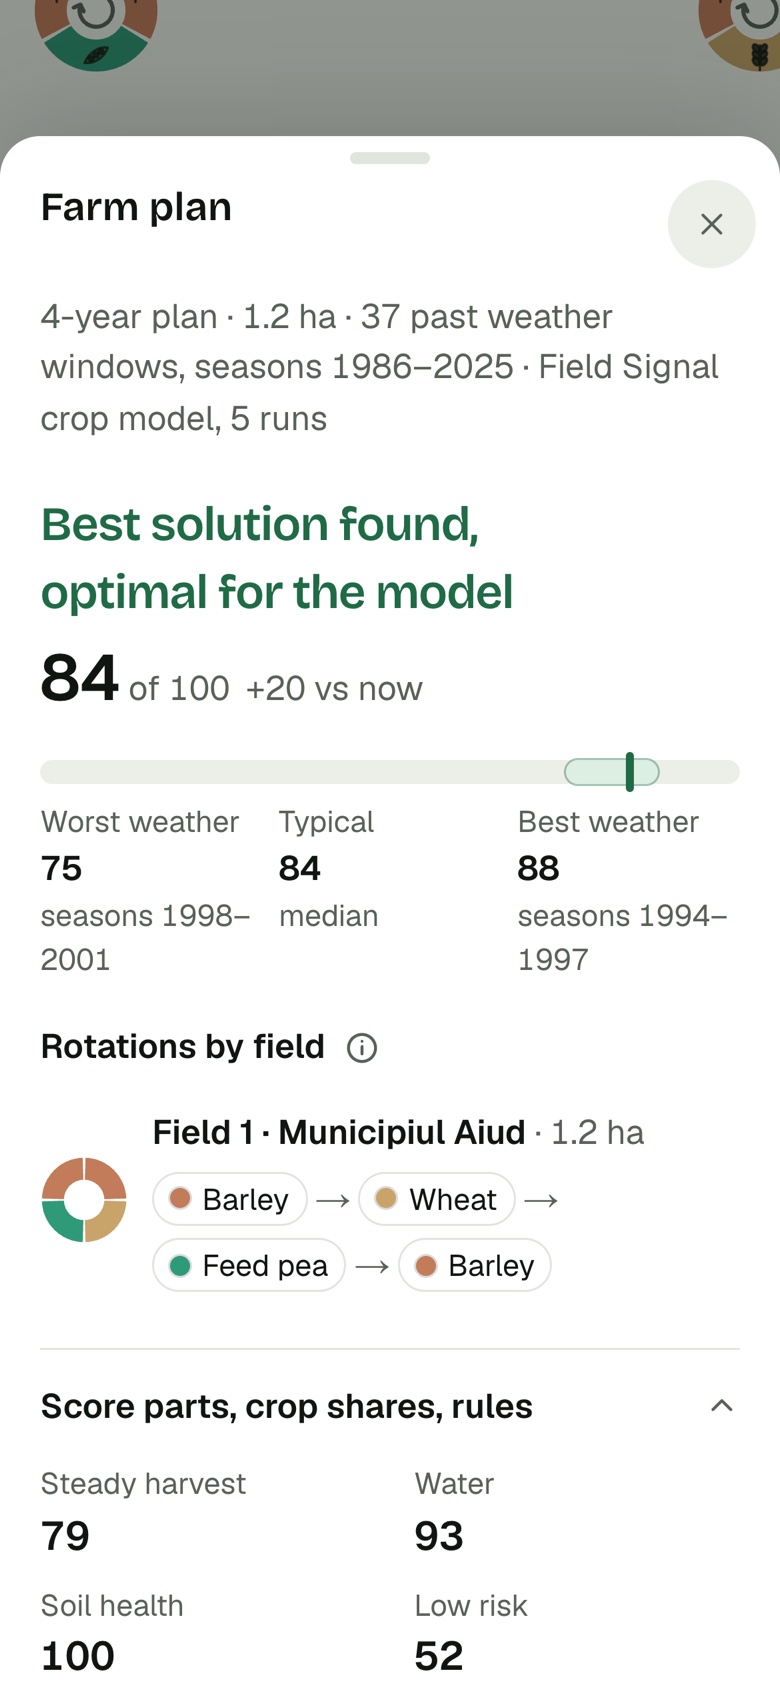 Farm plan
4-year plan · 1.2 ha · 37 past weather
windows, seasons 1986–2025 · Field Signal
crop model, 5 runs
Best solution found,
optimal for the model
84 of 100 +20 vs now
Worst weather Typical Best weather
75 84 88
seasons 1998– median seasons 1994–
2001 1997
Rotations by field
Field 1 · Municipiul Aiud · 1.2 ha
Barley → Wheat →
Feed pea → Barley
Score parts, crop shares, rules
Steady harvest Water
79 93
Soil health Low risk
100 52